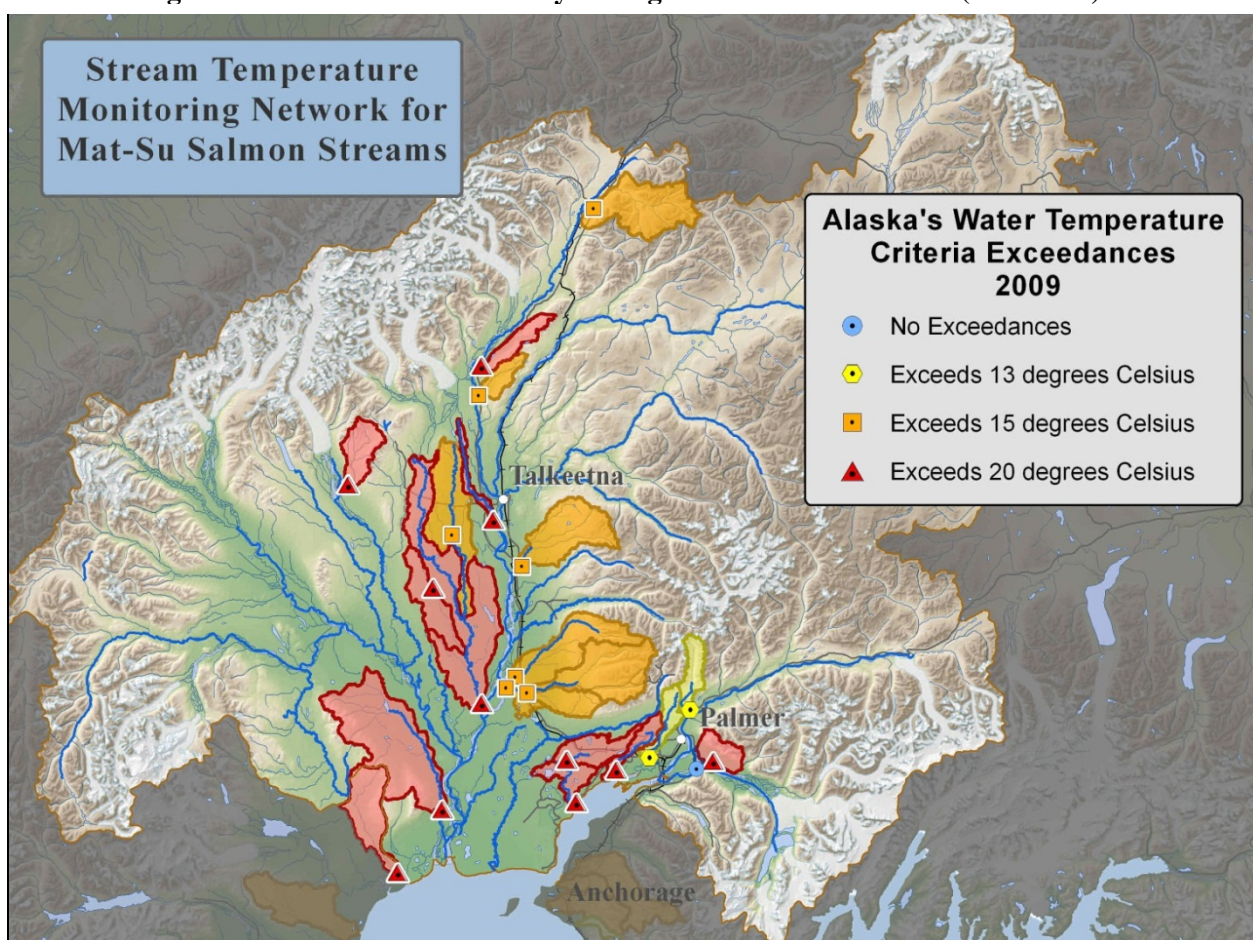 Stream Temperature
Monitoring Network for
Mat-Su Salmon Streams
Alaska's Water Temperature
Criteria Exceedances
2009
No Exceedances
Exceeds 13 degrees Celsius
Exceeds 15 degrees Celsius
Exceeds 20 degrees Celsius
Talkeetna
Palmer
Anchorage